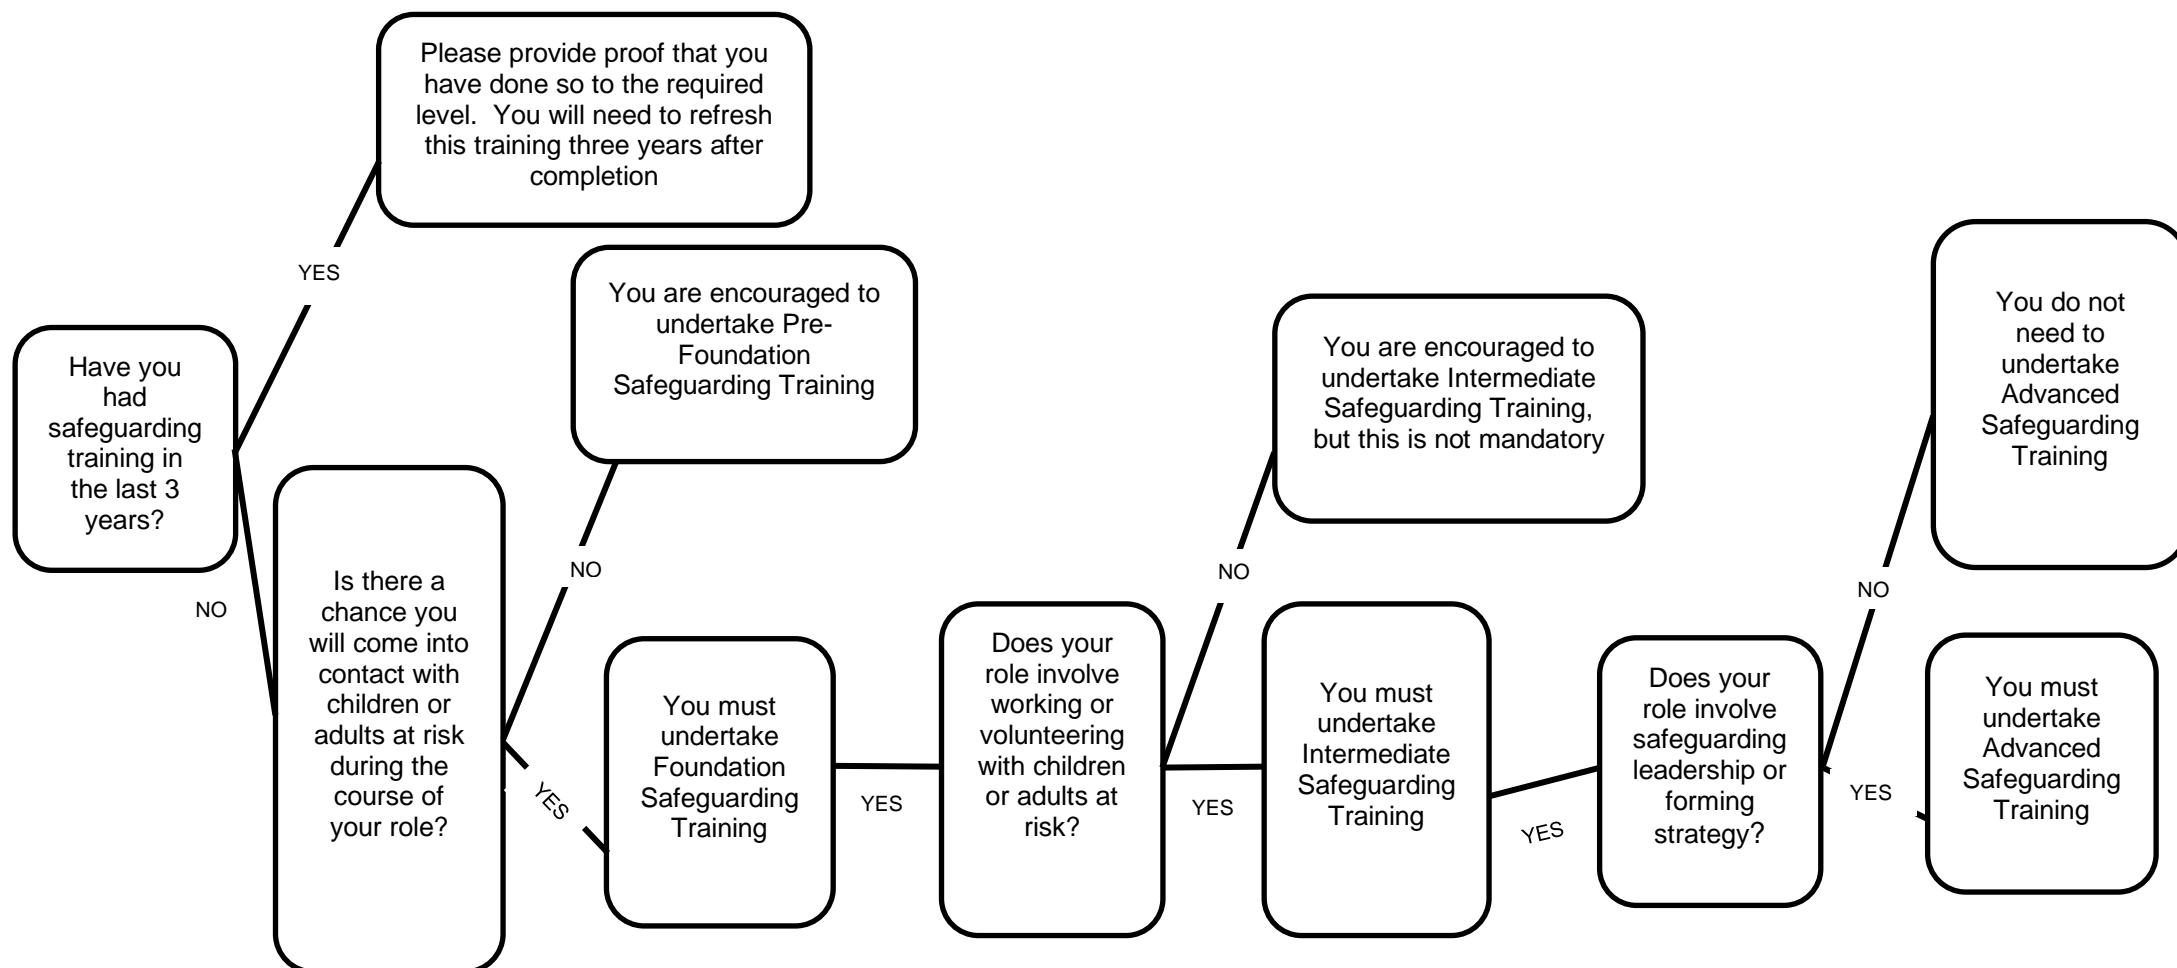 Please provide proof that you
have done so to the required
level.  You will need to refresh
this training three years after
completion
YES
Have you
had
safeguarding
training in
the last 3
years?
NO
You are encouraged to
undertake Pre-
Foundation
Safeguarding Training
NO
Is there a
chance you
will come into
contact with
children or
adults at risk
during the
course of
your role?
YES
You must
undertake
Foundation
Safeguarding
Training
YES
Does your
role involve
working or
volunteering
with children
or adults at
risk?
NO
You are encouraged to
undertake Intermediate
Safeguarding Training,
but this is not mandatory
YES
You must
undertake
Intermediate
Safeguarding
Training
YES
Does your
role involve
safeguarding
leadership or
forming
strategy?
NO
You do not
need to
undertake
Advanced
Safeguarding
Training
YES
You must
undertake
Advanced
Safeguarding
Training